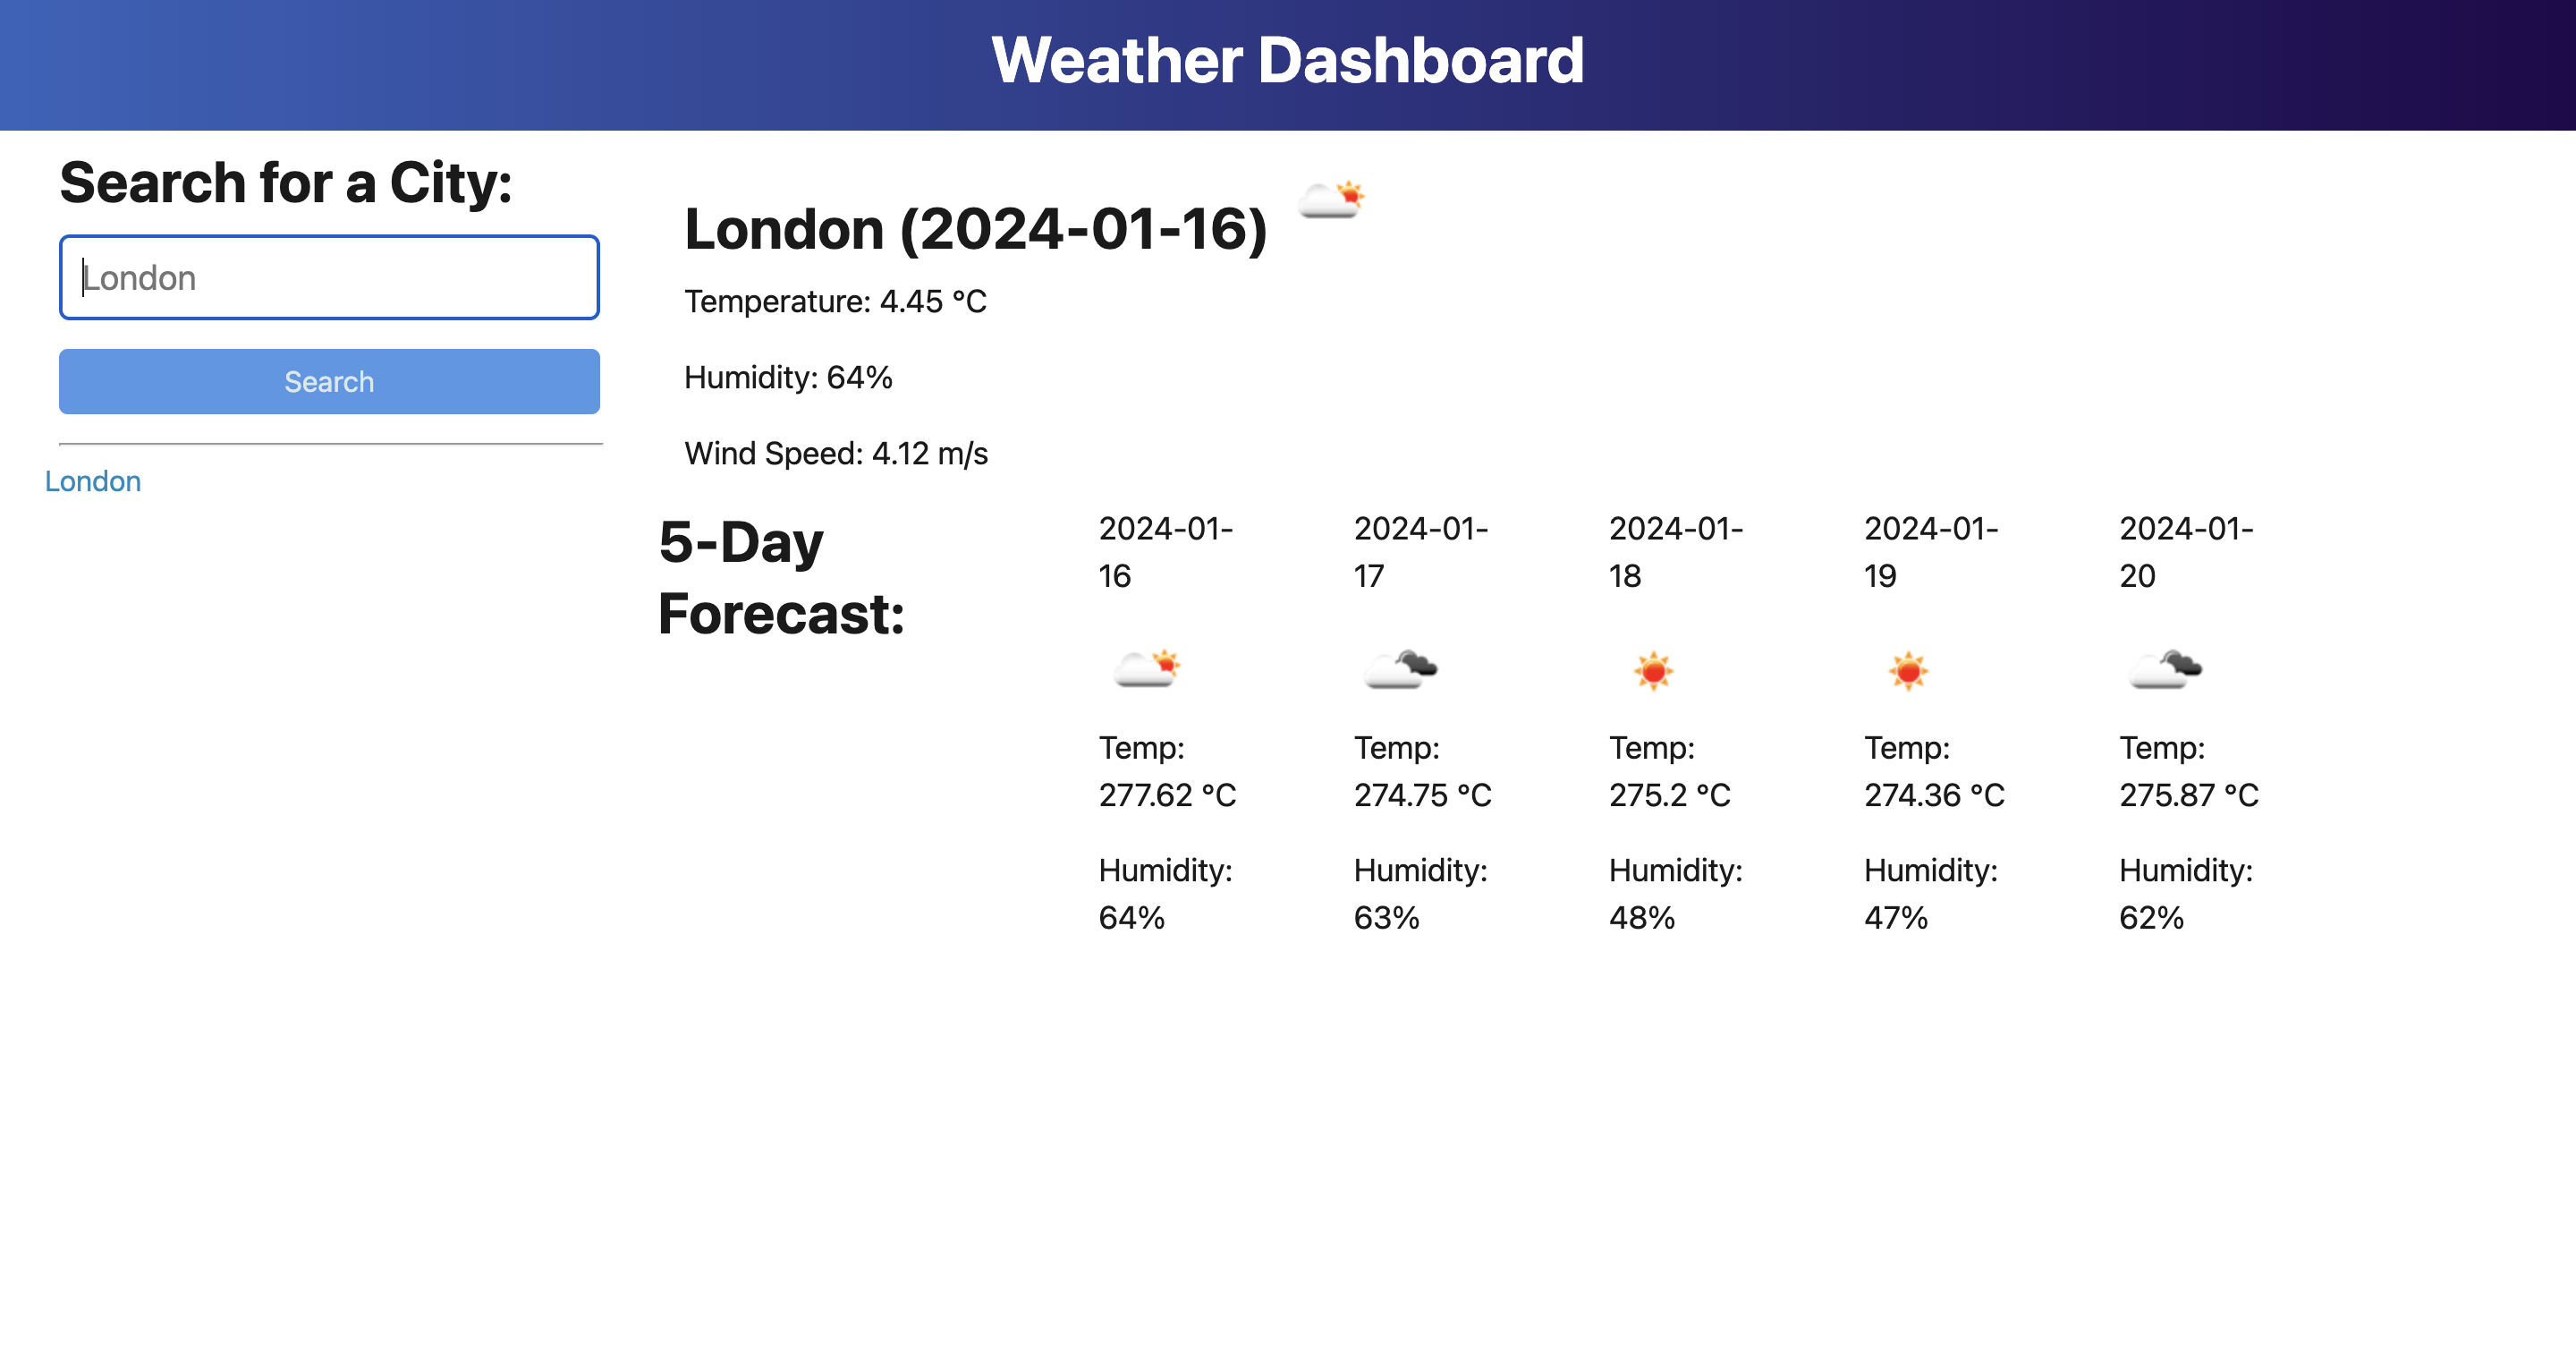 Weather Dashboard
Search for a City:
London
Search
London
London (2024-01-16)
Temperature: 4.45 °C
Humidity: 64%
Wind Speed: 4.12 m/s
5-Day
Forecast:
2024-01-
16
Temp:
277.62 °C
Humidity:
64%
2024-01-
17
Temp:
274.75 °C
Humidity:
63%
2024-01-
18
Temp:
275.2 °C
Humidity:
48%
2024-01-
19
Temp:
274.36 °C
Humidity:
47%
2024-01-
20
Temp:
275.87 °C
Humidity:
62%